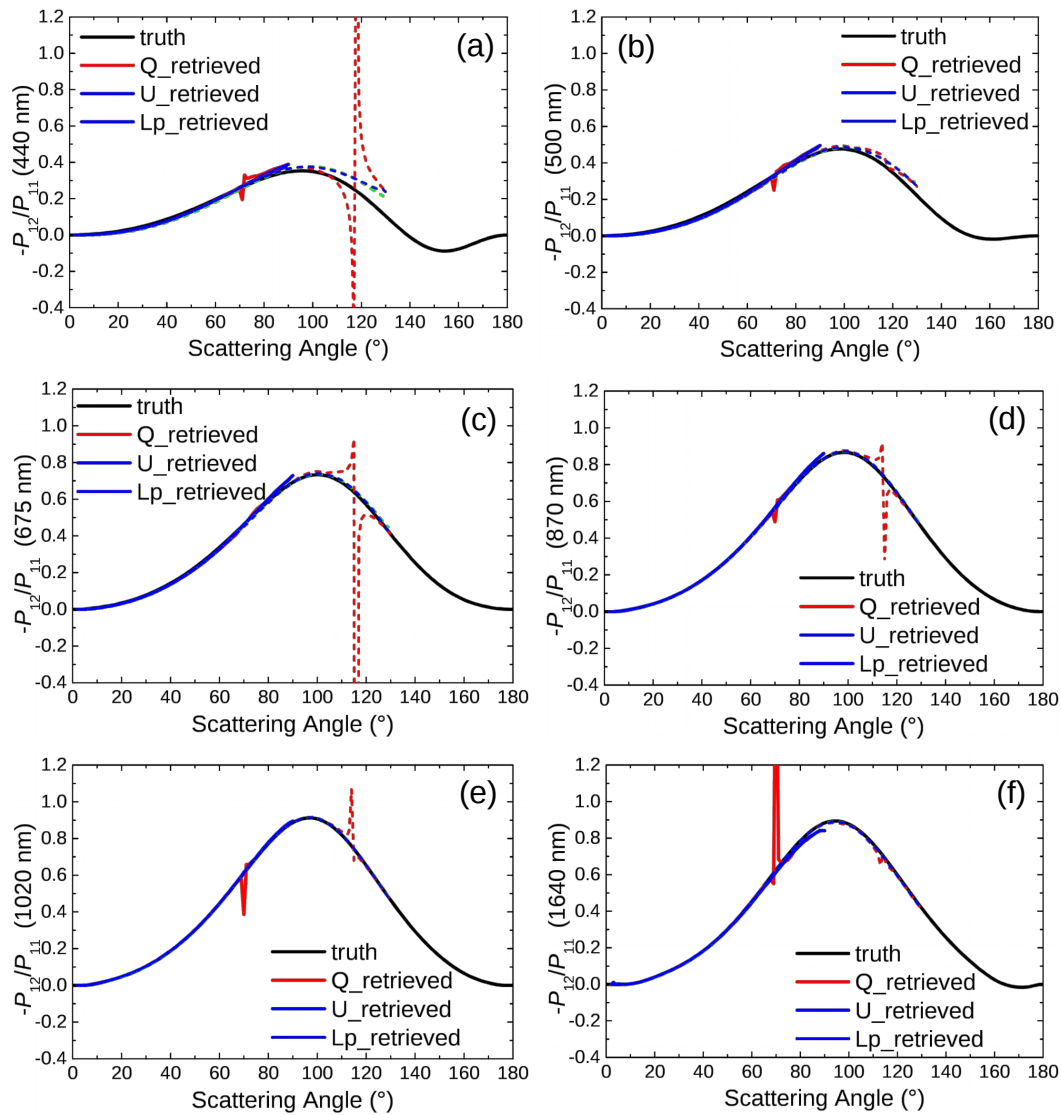 (a)
truth
Q_retrieved
U_retrieved
Lp_retrieved
-P12/P11 (440 nm)
1.2
1.0
0.8
0.6
0.4
0.2
0.0
-0.2
-0.4
0 20 40 60 80 100 120 140 160 180
Scattering Angle (°)
(b)
truth
Q_retrieved
U_retrieved
Lp_retrieved
-P12/P11 (500 nm)
1.2
1.0
0.8
0.6
0.4
0.2
0.0
-0.2
-0.4
0 20 40 60 80 100 120 140 160 180
Scattering Angle (°)
(c)
truth
Q_retrieved
U_retrieved
Lp_retrieved
-P12/P11 (675 nm)
1.2
1.0
0.8
0.6
0.4
0.2
0.0
-0.2
-0.4
0 20 40 60 80 100 120 140 160 180
Scattering Angle (°)
(d)
truth
Q_retrieved
U_retrieved
Lp_retrieved
-P12/P11 (870 nm)
1.2
1.0
0.8
0.6
0.4
0.2
0.0
-0.2
-0.4
0 20 40 60 80 100 120 140 160 180
Scattering Angle (°)
(e)
truth
Q_retrieved
U_retrieved
Lp_retrieved
-P12/P11 (1020 nm)
1.2
1.0
0.8
0.6
0.4
0.2
0.0
-0.2
-0.4
0 20 40 60 80 100 120 140 160 180
Scattering Angle (°)
(f)
truth
Q_retrieved
U_retrieved
Lp_retrieved
-P12/P11 (1640 nm)
1.2
1.0
0.8
0.6
0.4
0.2
0.0
-0.2
-0.4
0 20 40 60 80 100 120 140 160 180
Scattering Angle (°)